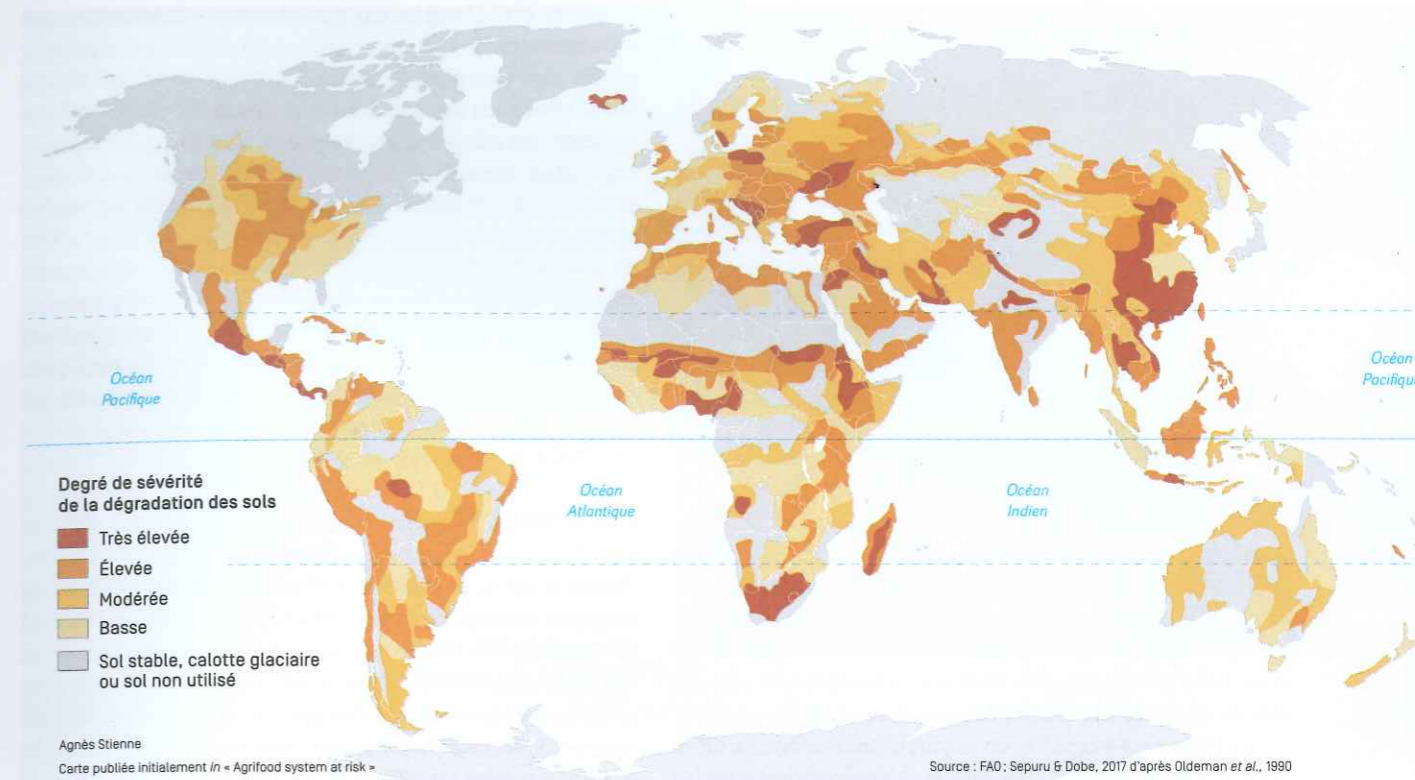 Océan
Pacifique
Océan
Atlantique
Océan
Indien
Océan
Pacifiqu
Degré de sévérité
de la dégradation des sols
Très élevée
Élevée
Modérée
Basse
Sol stable, calotte glaciaire
ou sol non utilisé
Agnès Stienne
Carte publiée initialement in « Agrifood system at risk »
Source : FAO ; Sepuru & Dobe, 2017 d'après Oldeman et al., 1990